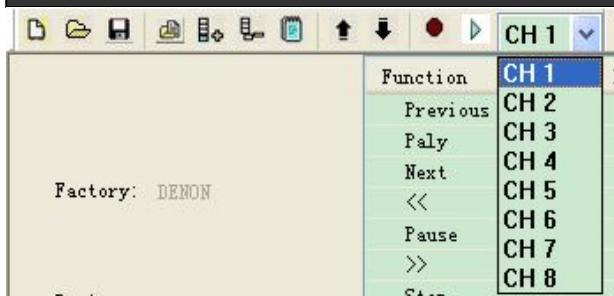 CH 1
Function
CH 1
Previous
CH 2
Paly
CH 3
Next
CH 4
Factory: DENON
<<
CH 5
Pause
CH 6
>>
CH 7
CH 8